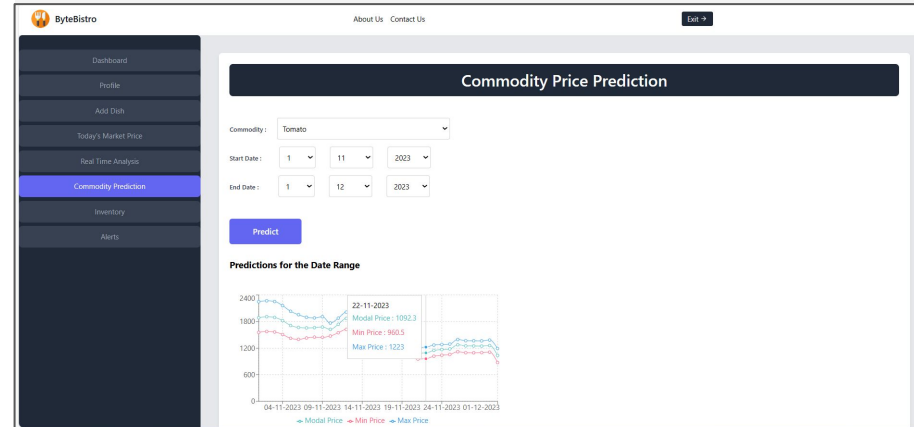 ByteBistro
About Us Contact Us
Exit →
Dashboard
Profile
Add Dish
Today's Market Price
Real Time Analysis
Commodity Prediction
Inventory
Alerts
Commodity Price Prediction
Commodity : Tomato
Start Date : 1 11 2023
End Date : 1 12 2023
Predict
Predictions for the Date Range
2400
1800
1200
600
0
22-11-2023
Modal Price : 1092.3
Min Price : 960.5
Max Price : 1223
04-11-2023 09-11-2023 14-11-2023 19-11-2023 24-11-2023 01-12-2023
Modal Price Min Price Max Price